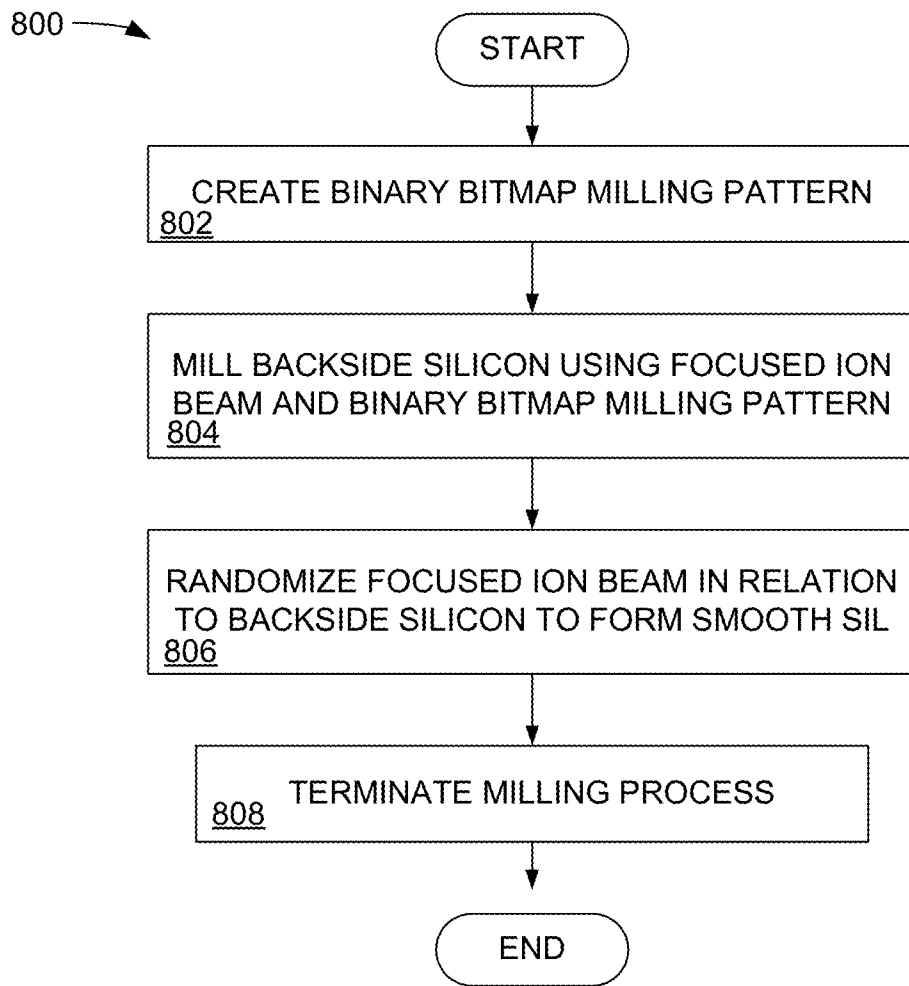 800
START
CREATE BINARY BITMAP MILLING PATTERN
802
MILL BACKSIDE SILICON USING FOCUSED ION
BEAM AND BINARY BITMAP MILLING PATTERN
804
RANDOMIZE FOCUSED ION BEAM IN RELATION
TO BACKSIDE SILICON TO FORM SMOOTH SIL
806
TERMINATE MILLING PROCESS
808
END